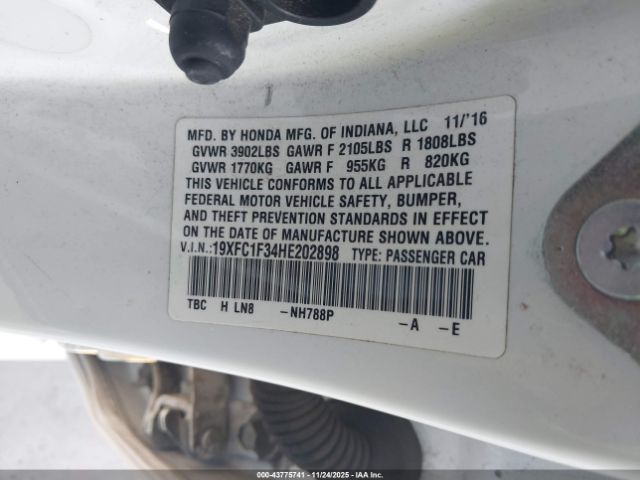 MFD. BY HONDA MFG. OF INDIANA, LLC 11/'16
GVWR 3902LBS GAWR F 2105LBS R 1808LBS
GVWR 1770KG GAWR F 955KG R 820KG
THIS VEHICLE CONFORMS TO ALL APPLICABLE
FEDERAL MOTOR VEHICLE SAFETY, BUMPER,
AND THEFT PREVENTION STANDARDS IN EFFECT
ON THE DATE OF MANUFACTURE SHOWN ABOVE.
V.I.N.:19XFC1F34HE202898 TYPE: PASSENGER CAR
TBC H LN8 -NH788P -A -E
000-43775741 - 11/24/2025 - IAAI.COM